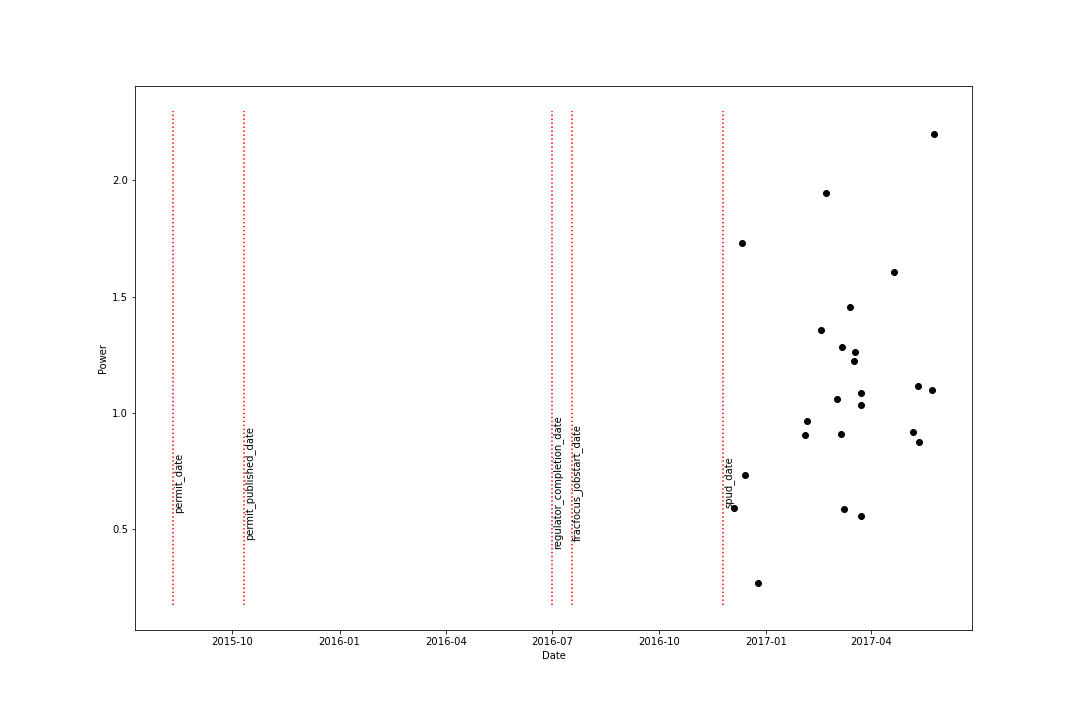 2.0
1.5
1.0
0.5
Power
permit_date
permit_published_date
regulator_completion_date
fracfocus_jobstart_date
spud_date
2015-10
2016-01
2016-04
2016-07
2016-10
2017-01
2017-04
Date